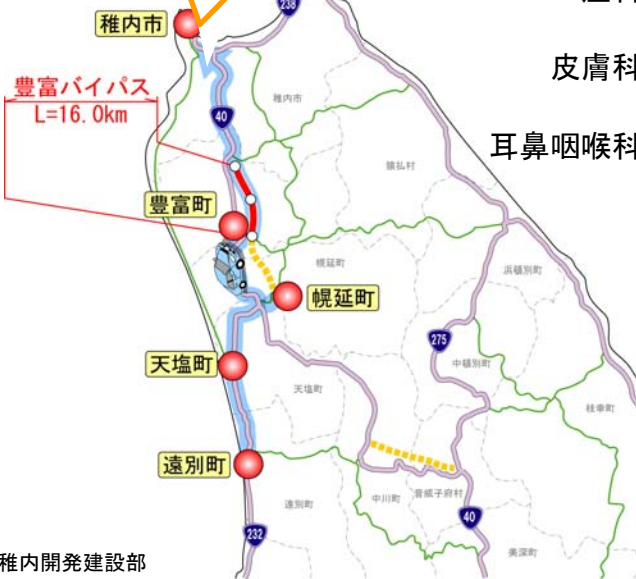 238
稚内市
皮膚科
豊富バイパス
L=16.0km
稚内市
40
耳鼻咽喉科
猿払村
豊富町
幌延町
浜頓別町
幌延町
275
天塩町
中頓別町
天塩町
枝幸町
遠別町
遠別町
中川町
音威子府村
40
232
美深町
稚内開発建設部